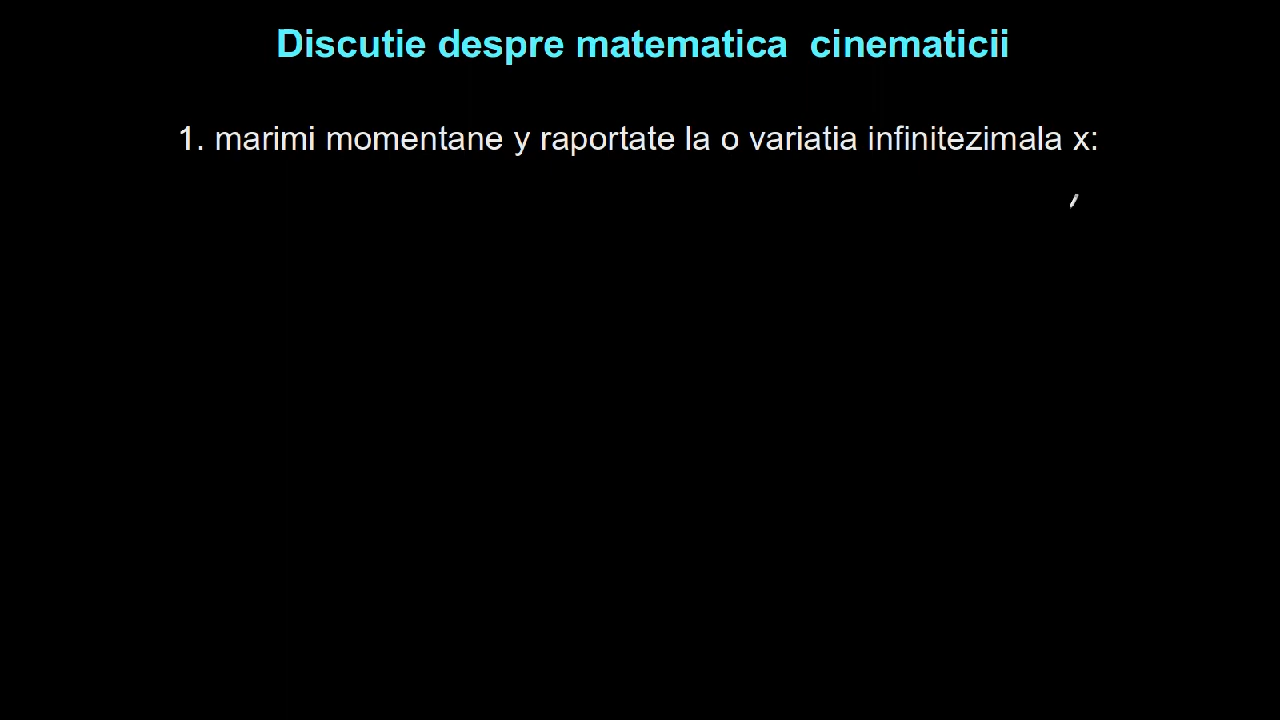 Discutie despre matematica cinematicii
1. marimi momentane y raportate la o variatia infinitezimala x: